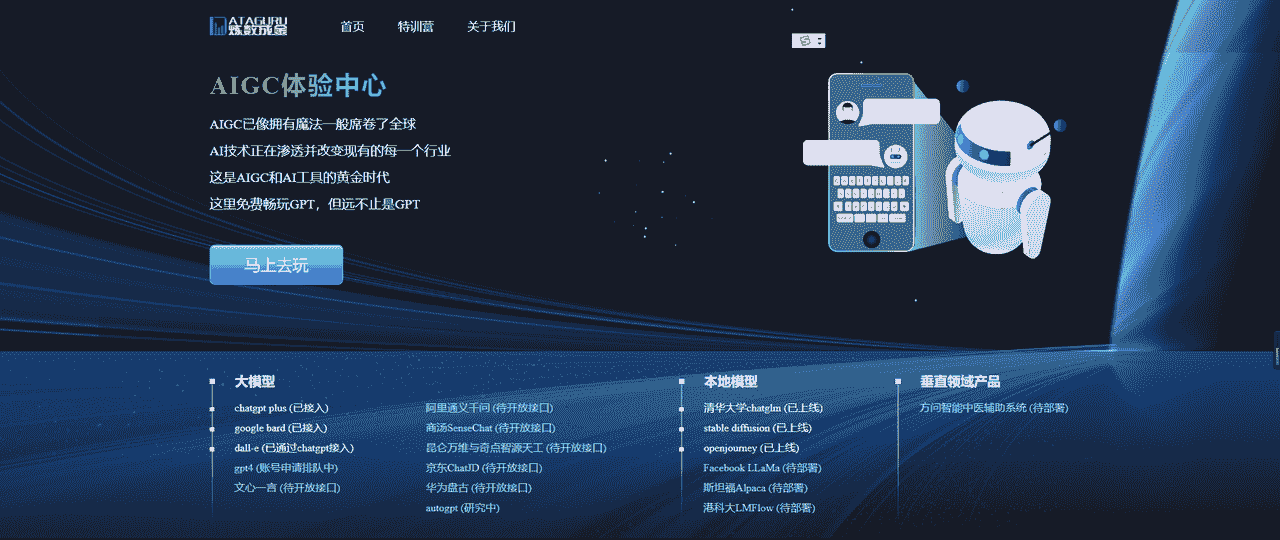 DATAGURU
炼数成金
首页 特训营 关于我们
AIGC体验中心
AIGC已像拥有魔法一般席卷了全球
AI技术正在渗透并改变现有的每一个行业
这是AIGC和AI工具的黄金时代
这里免费畅玩GPT，但远不止是GPT
马上去玩
大模型
chatgpt plus (已接入)
google bard (已接入)
dall-e (已通过chatgpt接入)
gpt4 (账号申请排队中)
文心一言 (待开放接口)
阿里通义千问 (待开放接口)
商汤SenseChat (待开放接口)
昆仑万维与奇点智源天工 (待开放接口)
京东ChatJD (待开放接口)
华为盘古 (待开放接口)
autogpt (研究中)
本地模型
清华大学chatglm (已上线)
stable diffusion (已上线)
openjourney (已上线)
Facebook LLaMa (待部署)
斯坦福Alpaca (待部署)
港科大LMFlow (待部署)
垂直领域产品
方问智能中医辅助系统 (待部署)